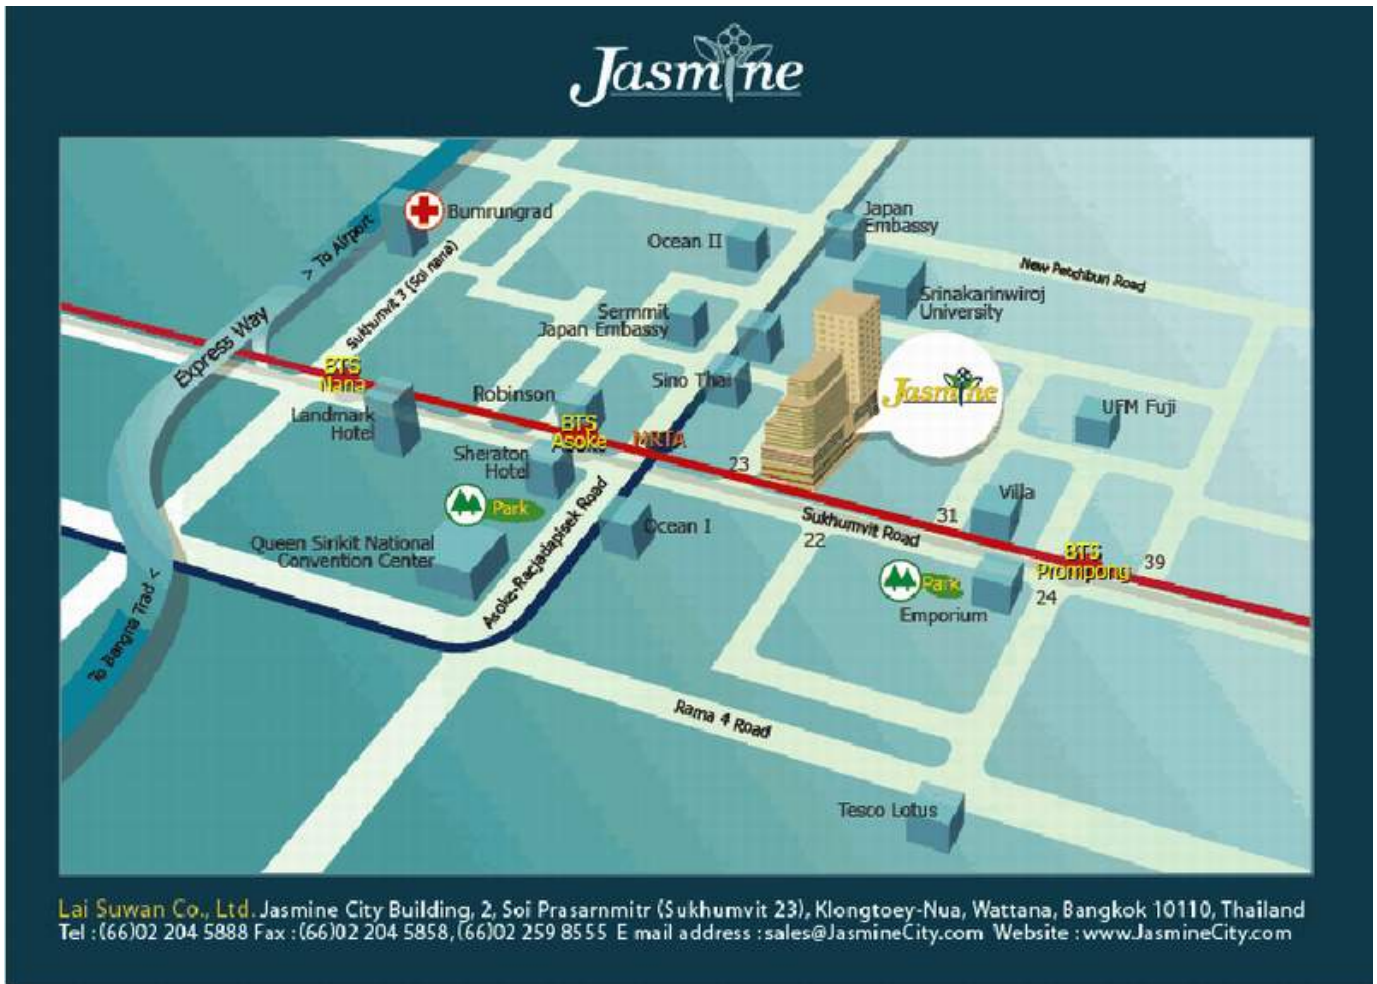 Jasmine
Bumrungrad
> To Airport
Sukhumvit 3 (Soi nana)
Express Way
Ocean II
Japan
Embassy
New Petchburi Road
Srinakarinwiroj
University
Sermmit
Japan Embassy
Sino Thai
Jasmine
UFM Fuji
BTS
Nana
Landmark
Hotel
Robinson
BTS
Asoke
MRTA
Sheraton
Hotel
23
Park
Queen Sirikit National
Convention Center
Asoke-Racjadapisek Road
Ocean I
Sukhumvit Road
22
31
Villa
BTS
Prompong
39
24
Park
Emporium
To Bangna Trad <
Rama 4 Road
Tesco Lotus
Lai Suwan Co., Ltd. Jasmine City Building, 2, Soi Prasarnmitr (Sukhumvit 23), Klongtoey-Nua, Wattana, Bangkok 10110, Thailand
Tel : (66)02 204 5888 Fax : (66)02 204 5858, (66)02 259 8555 E mail address : sales@JasmineCity.com Website : www.JasmineCity.com